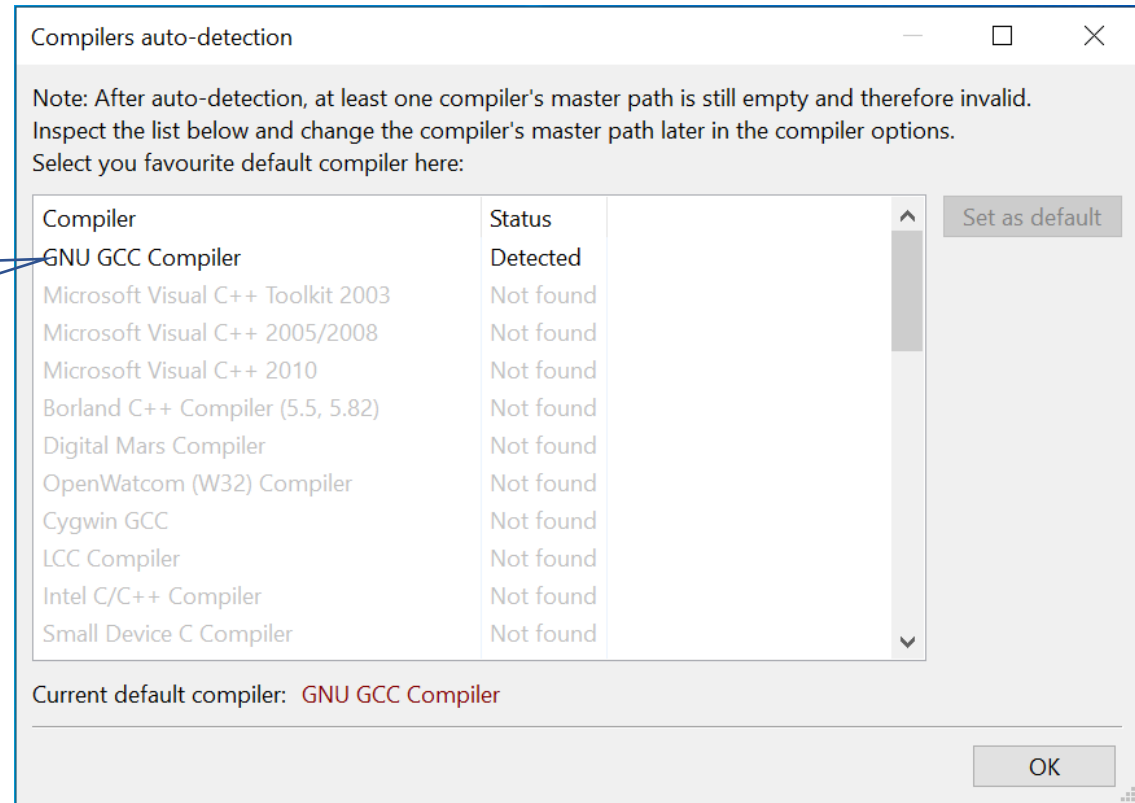 Compilers auto-detection
Note: After auto-detection, at least one compiler's master path is still empty and therefore invalid.
Inspect the list below and change the compiler's master path later in the compiler options.
Select you favourite default compiler here:
Compiler Status
Set as default
GNU GCC Compiler Detected
Microsoft Visual C++ Toolkit 2003 Not found
Microsoft Visual C++ 2005/2008 Not found
Microsoft Visual C++ 2010 Not found
Borland C++ Compiler (5.5, 5.82) Not found
Digital Mars Compiler Not found
OpenWatcom (W32) Compiler Not found
Cygwin GCC Not found
LCC Compiler Not found
Intel C/C++ Compiler Not found
Small Device C Compiler Not found
Current default compiler: GNU GCC Compiler
OK